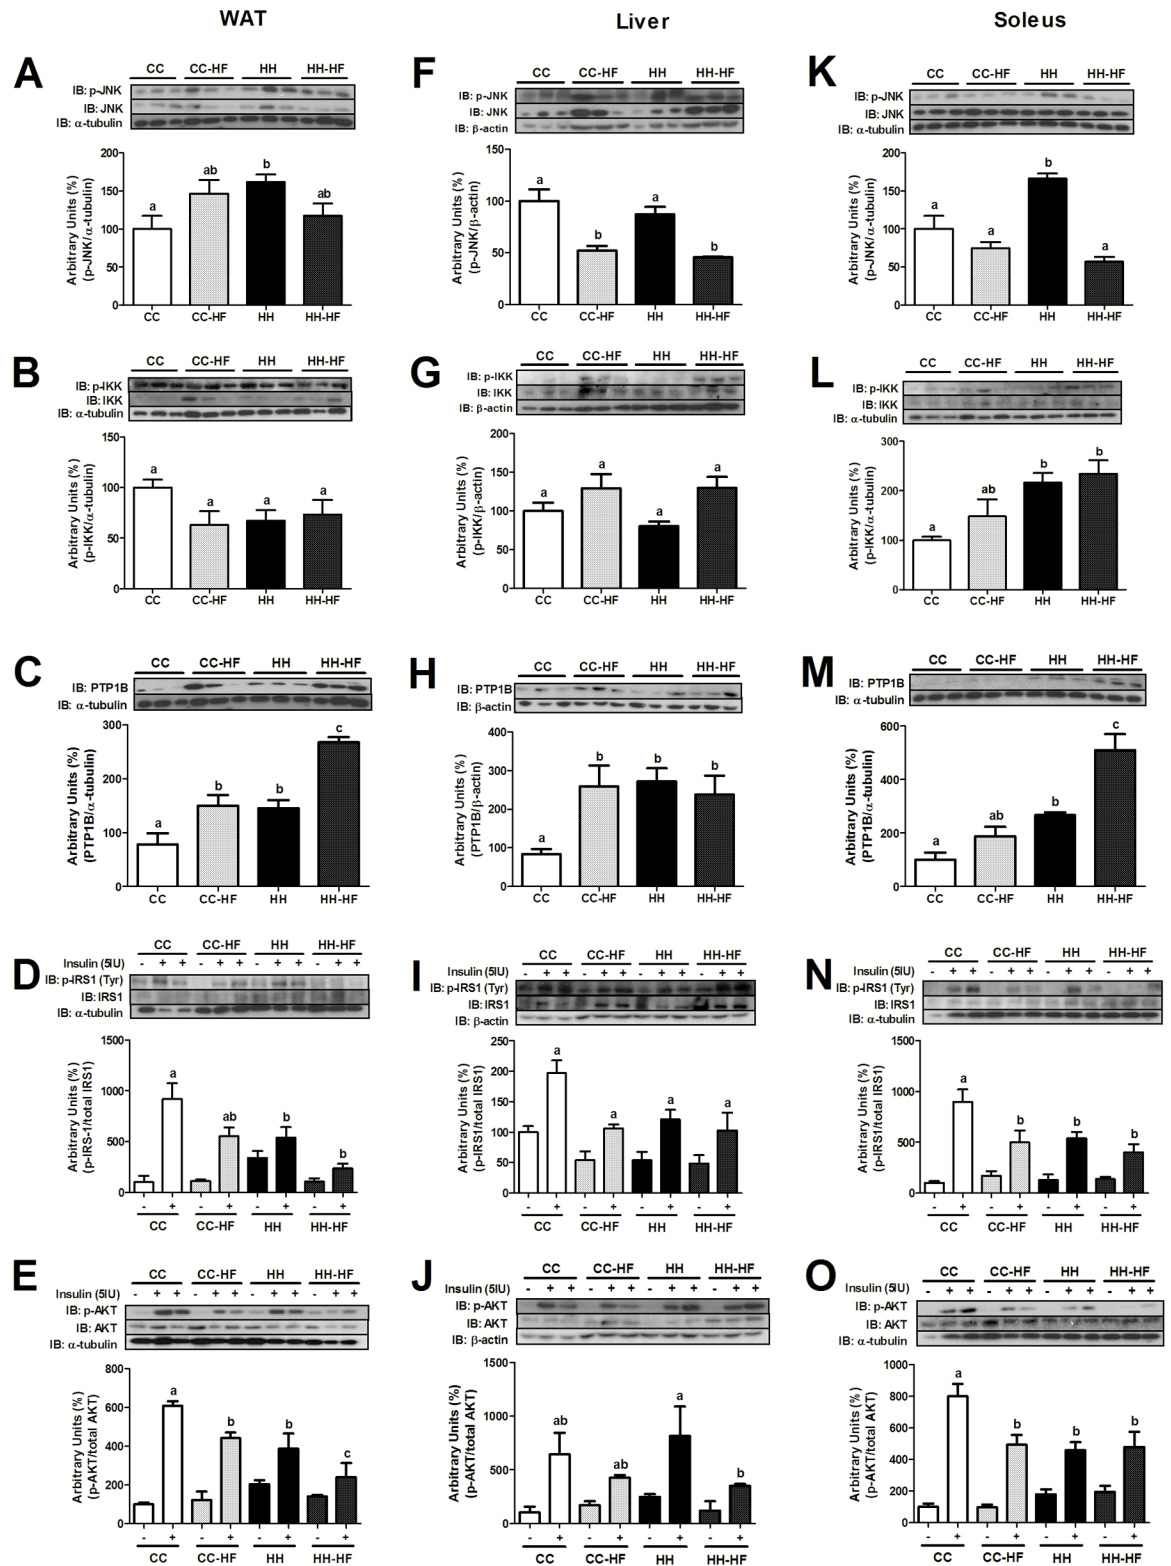 WAT
Liver
Soleus
A
CC CC-HF HH HH-HF
IB: p-JNK
IB: JNK
IB: α-tubulin
Arbitrary Units (%)
(p-JNK/α-tubulin)
200
150
100
50
0
a ab b ab
CC CC-HF HH HH-HF
F
CC CC-HF HH HH-HF
IB: p-JNK
IB: JNK
IB: β-actin
Arbitrary Units (%)
(p-JNK/β-actin)
150
100
50
0
a b a b
CC CC-HF HH HH-HF
K
CC CC-HF HH HH-HF
IB: p-JNK
IB: JNK
IB: α-tubulin
Arbitrary Units (%)
(p-JNK/α-tubulin)
200
150
100
50
0
a a b a
CC CC-HF HH HH-HF
B
CC CC-HF HH HH-HF
IB: p-IKK
IB: IKK
IB: α-tubulin
Arbitrary Units (%)
(p-IKK/α-tubulin)
150
100
50
0
a a a a
CC CC-HF HH HH-HF
G
CC CC-HF HH HH-HF
IB: p-IKK
IB: IKK
IB: β-actin
Arbitrary Units (%)
(p-IKK/β-actin)
200
150
100
50
0
a a a a
CC CC-HF HH HH-HF
L
CC CC-HF HH HH-HF
IB: p-IKK
IB: IKK
IB: α-tubulin
Arbitrary Units (%)
(p-IKK/α-tubulin)
300
200
100
0
a ab b b
CC CC-HF HH HH-HF
C
CC CC-HF HH HH-HF
IB: PTP1B
IB: α-tubulin
Arbitrary Units (%)
(PTP1B/α-tubulin)
300
200
100
0
a b b c
CC CC-HF HH HH-HF
H
CC CC-HF HH HH-HF
IB: PTP1B
IB: β-actin
Arbitrary Units (%)
(PTP1B/β-actin)
400
300
200
100
0
a b b b
CC CC-HF HH HH-HF
M
CC CC-HF HH HH-HF
IB: PTP1B
IB: α-tubulin
Arbitrary Units (%)
(PTP1B/α-tubulin)
600
400
200
0
a ab b c
CC CC-HF HH HH-HF
D
CC CC-HF HH HH-HF
Insulin (5IU) - + + - + + - + + - + +
IB: p-IRS1 (Tyr)
IB: IRS1
IB: α-tubulin
Arbitrary Units (%)
(p-IRS-1/total IRS1)
1500
1000
500
0
a ab b b
- + - + - + - +
CC CC-HF HH HH-HF
I
CC CC-HF HH HH-HF
Insulin (5IU) - + + - + + - + + - + +
IB: p-IRS1 (Tyr)
IB: IRS1
IB: β-actin
Arbitrary Units (%)
(p-IRS1/total IRS1)
250
200
150
100
50
0
a a a a
- + - + - + - +
CC CC-HF HH HH-HF
N
CC CC-HF HH HH-HF
Insulin (5IU) - + + - + + - + + - + +
IB: p-IRS1 (Tyr)
IB: IRS1
IB: α-tubulin
Arbitrary Units (%)
(p-IRS1/total IRS1)
1500
1000
500
0
a b b b
- + - + - + - +
CC CC-HF HH HH-HF
E
CC CC-HF HH HH-HF
Insulin (5IU) - + + - + + - + + - + +
IB: p-AKT
IB: AKT
IB: α-tubulin
Arbitrary Units (%)
(p-AKT/total AKT)
800
600
400
200
0
a b b c
- + - + - + - +
CC CC-HF HH HH-HF
J
CC CC-HF HH HH-HF
Insulin (5IU) - + + - + + - + + - + +
IB: p-AKT
IB: AKT
IB: β-actin
Arbitrary Units (%)
(p-AKT/total AKT)
1500
1000
500
0
ab ab a b
- + - + - + - +
CC CC-HF HH HH-HF
O
CC CC-HF HH HH-HF
Insulin (5IU) - + + - + + - + + - + +
IB: p-AKT
IB: AKT
IB: α-tubulin
Arbitrary Units (%)
(p-AKT/total AKT)
1000
800
600
400
200
0
a b b b
- + - + - + - +
CC CC-HF HH HH-HF